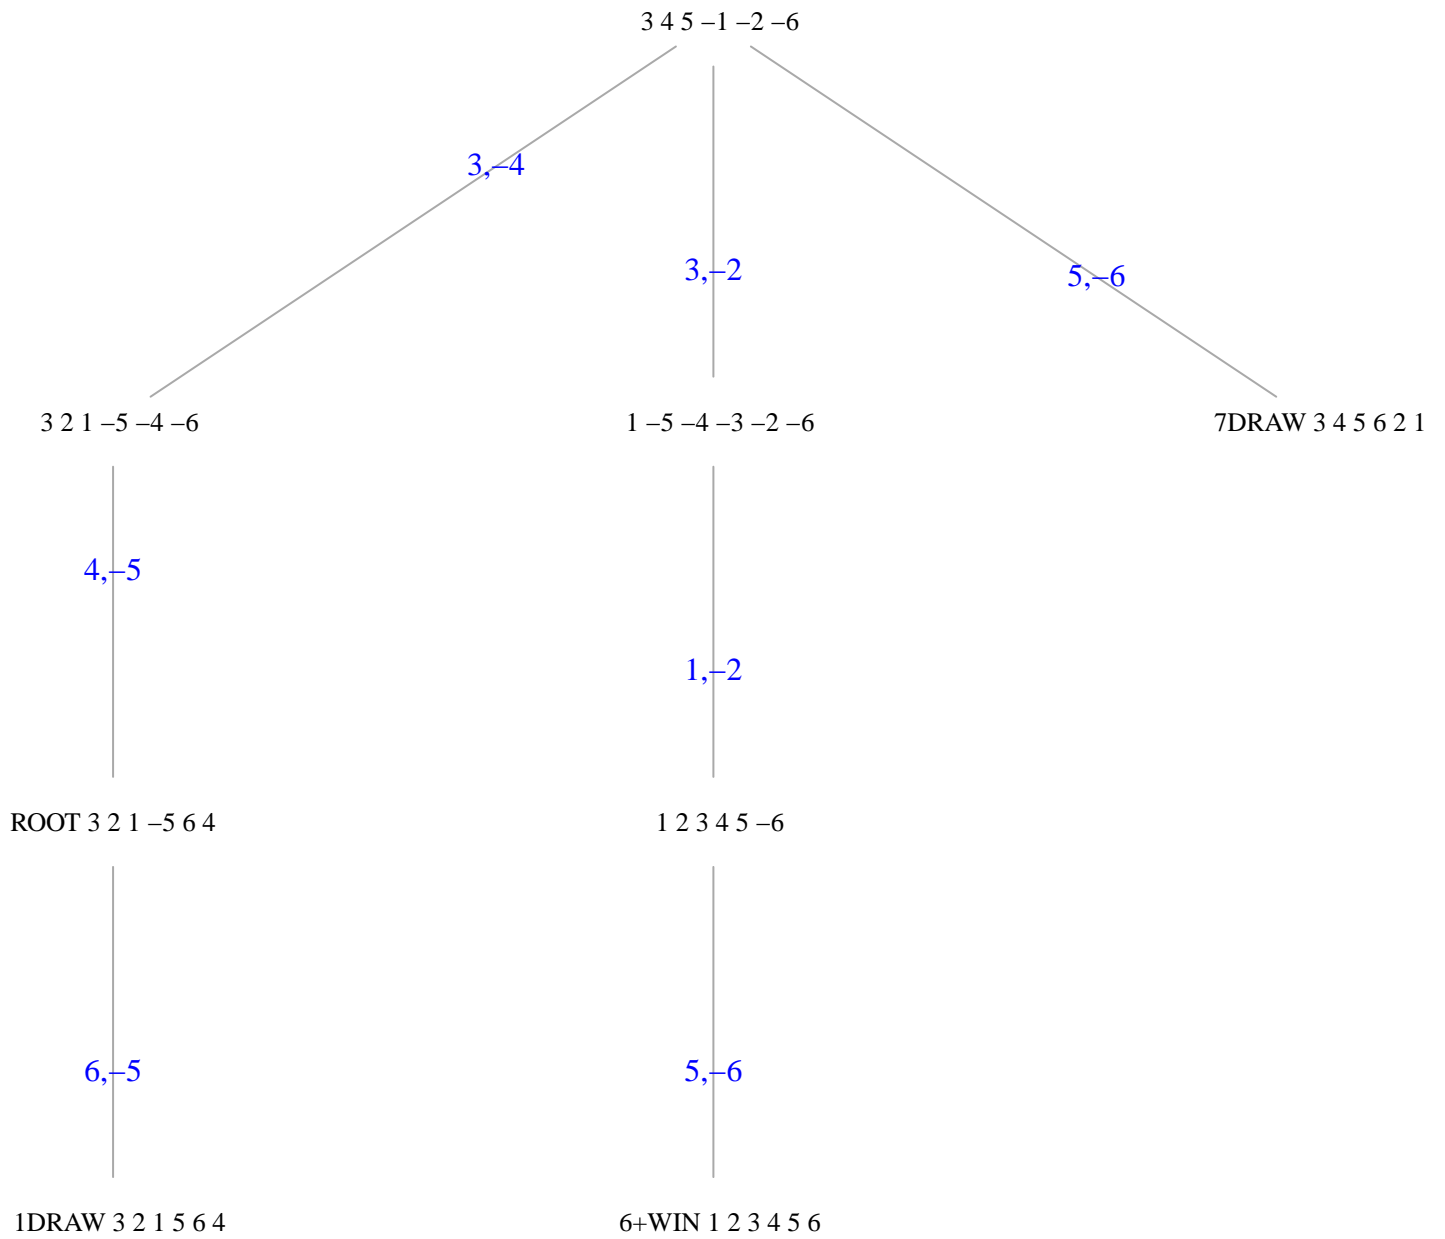 3 4 5 –1 –2 –6
3,–4
3,–2
5,–6
3 2 1 –5 –4 –6
1 –5 –4 –3 –2 –6
7DRAW 3 4 5 6 2 1
4,–5
1,–2
ROOT 3 2 1 –5 6 4
1 2 3 4 5 –6
6,–5
5,–6
1DRAW 3 2 1 5 6 4
6+WIN 1 2 3 4 5 6